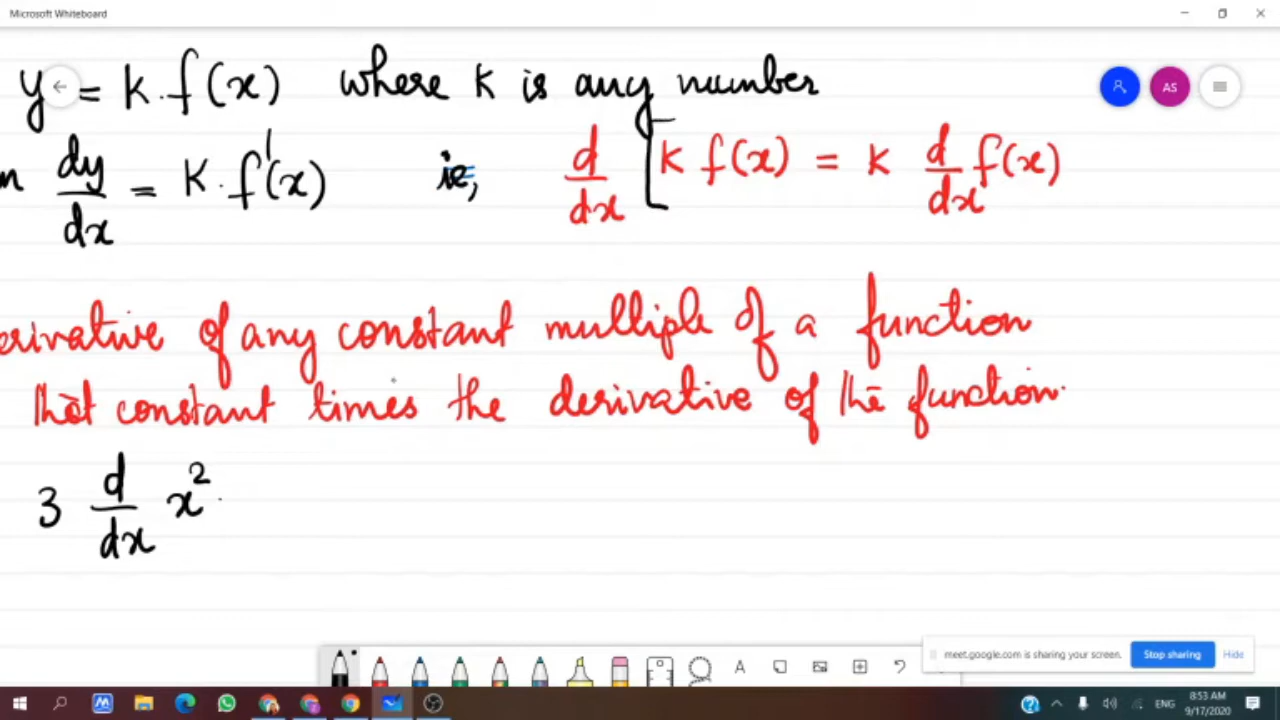 Microsoft Whiteboard
y = K.f(x) where K is any number
n dy/dx = K.f'(x) ie, d/dx [K f(x) = K d/dx f(x)
erivative of any constant multiple of a function
that constant times the derivative of the function.
3 d/dx x²
AS
A
meet.google.com is sharing your screen. Stop sharing Hide
ENG 8:53 AM
9/17/2020